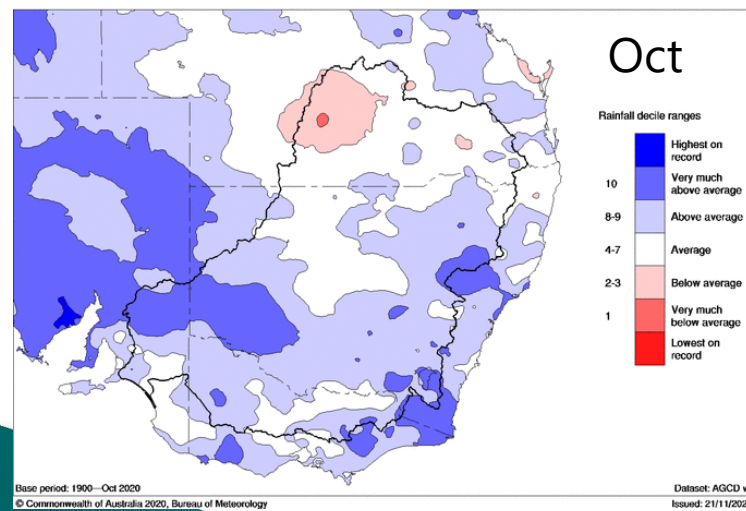 Oct
Rainfall decile ranges
Highest on
record
10 Very much
above average
8-9 Above average
4-7 Average
2-3 Below average
1 Very much
below average
Lowest on
record
Base period: 1900—Oct 2020
Dataset: AGCD
© Commonwealth of Australia 2020, Bureau of Meteorology
Issued: 21/11/202